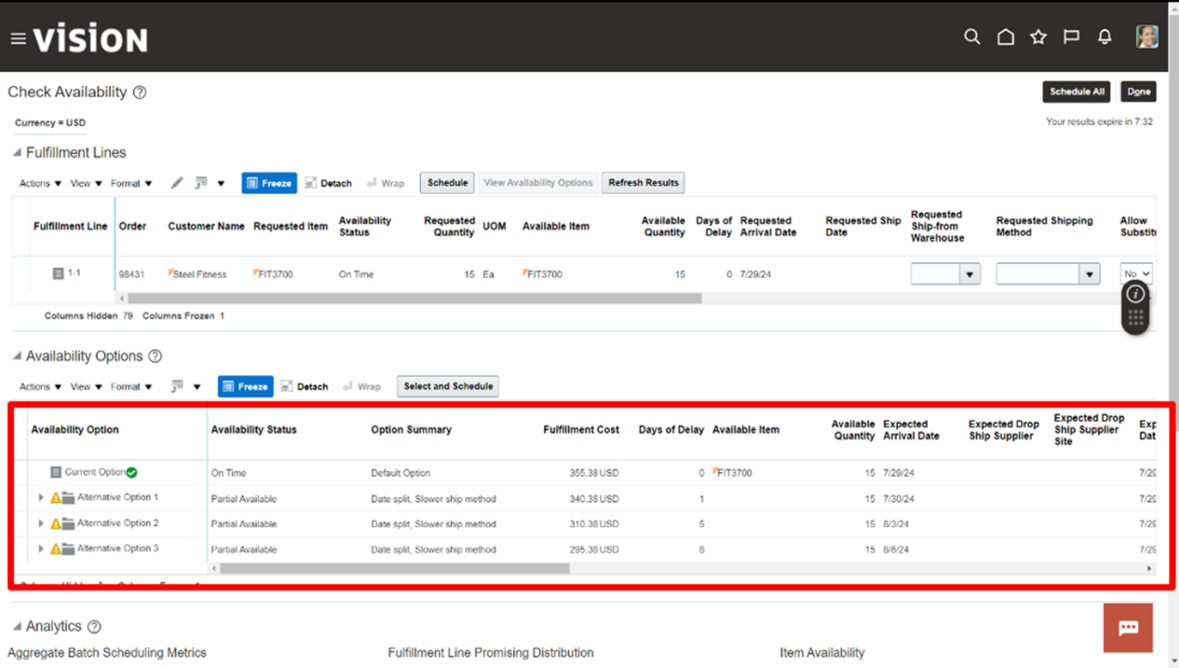 VISION
Check Availability
Schedule All Done
Currency = USD
Your results expire in 7:32
Fulfillment Lines
Actions View Format Freeze Detach Wrap Schedule View Availability Options Refresh Results
Fulfillment Line Order Customer Name Requested Item Availability Status Requested Quantity UOM Available Item Available Quantity Days of Delay Requested Arrival Date Requested Ship Date Requested Ship-from Warehouse Requested Shipping Method Allow Substitu
1-1 98431 Steel Fitness FIT3700 On Time 15 Ea FIT3700 15 0 7/29/24 No
Columns Hidden 79 Columns Frozen 1
Availability Options
Actions View Format Freeze Detach Wrap Select and Schedule
Availability Option Availability Status Option Summary Fulfillment Cost Days of Delay Available Item Available Quantity Expected Arrival Date Expected Drop Ship Supplier Expected Drop Ship Supplier Site Exp Dat
Current Option On Time Default Option 355.38 USD 0 FIT3700 15 7/29/24 7/29
Alternative Option 1 Partial Available Date split, Slower ship method 340.38 USD 1 15 7/30/24 7/29
Alternative Option 2 Partial Available Date split, Slower ship method 310.38 USD 5 15 8/3/24 7/29
Alternative Option 3 Partial Available Date split, Slower ship method 295.38 USD 8 15 8/6/24 7/29
Analytics
Aggregate Batch Scheduling Metrics Fulfillment Line Promising Distribution Item Availability